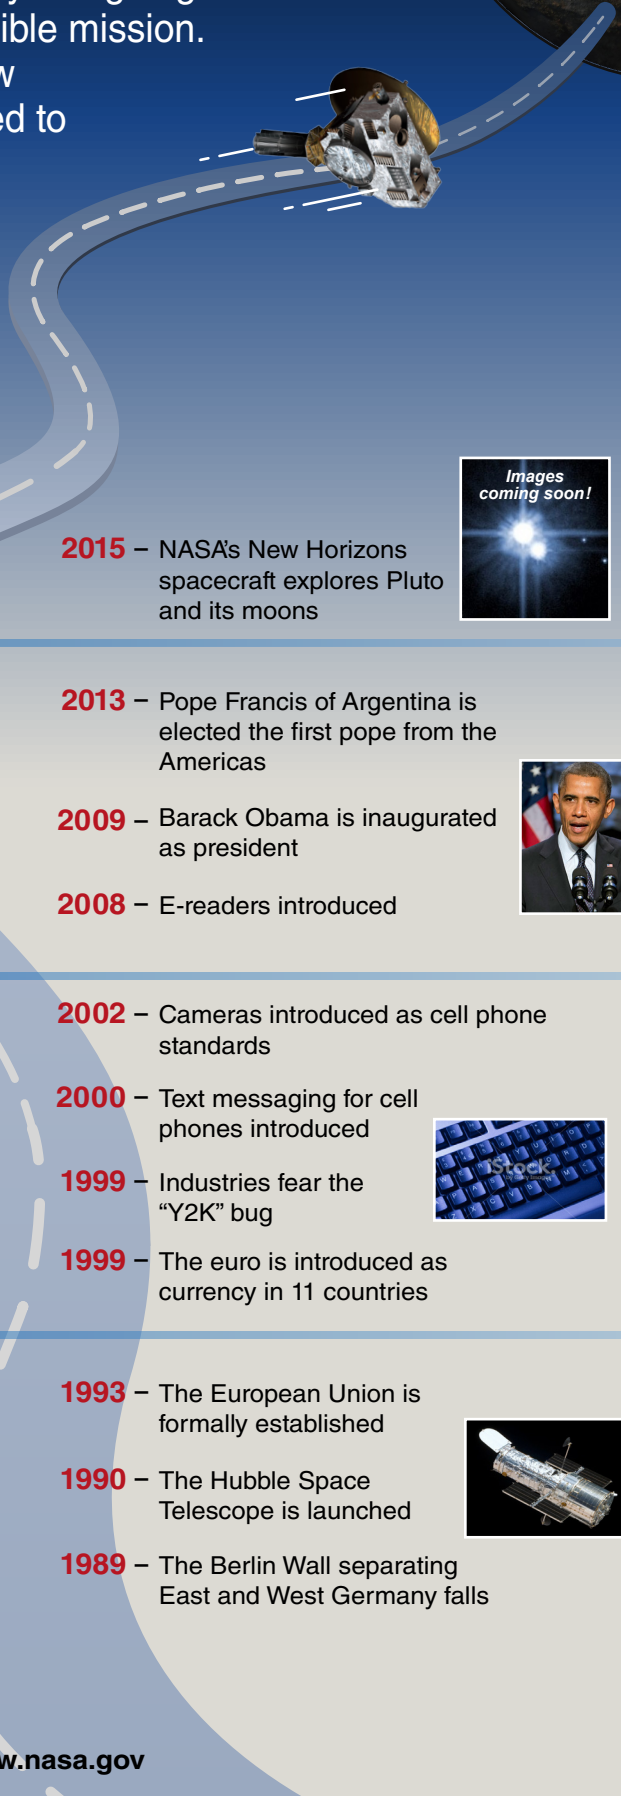 ible mission.
ed to
Images
coming soon!
2015 – NASA's New Horizons
spacecraft explores Pluto
and its moons
2013 – Pope Francis of Argentina is
elected the first pope from the
Americas
2009 – Barack Obama is inaugurated
as president
2008 – E-readers introduced
2002 – Cameras introduced as cell phone
standards
2000 – Text messaging for cell
phones introduced
iStock.
1999 – Industries fear the
“Y2K” bug
1999 – The euro is introduced as
currency in 11 countries
1993 – The European Union is
formally established
1990 – The Hubble Space
Telescope is launched
1989 – The Berlin Wall separating
East and West Germany falls
w.nasa.gov